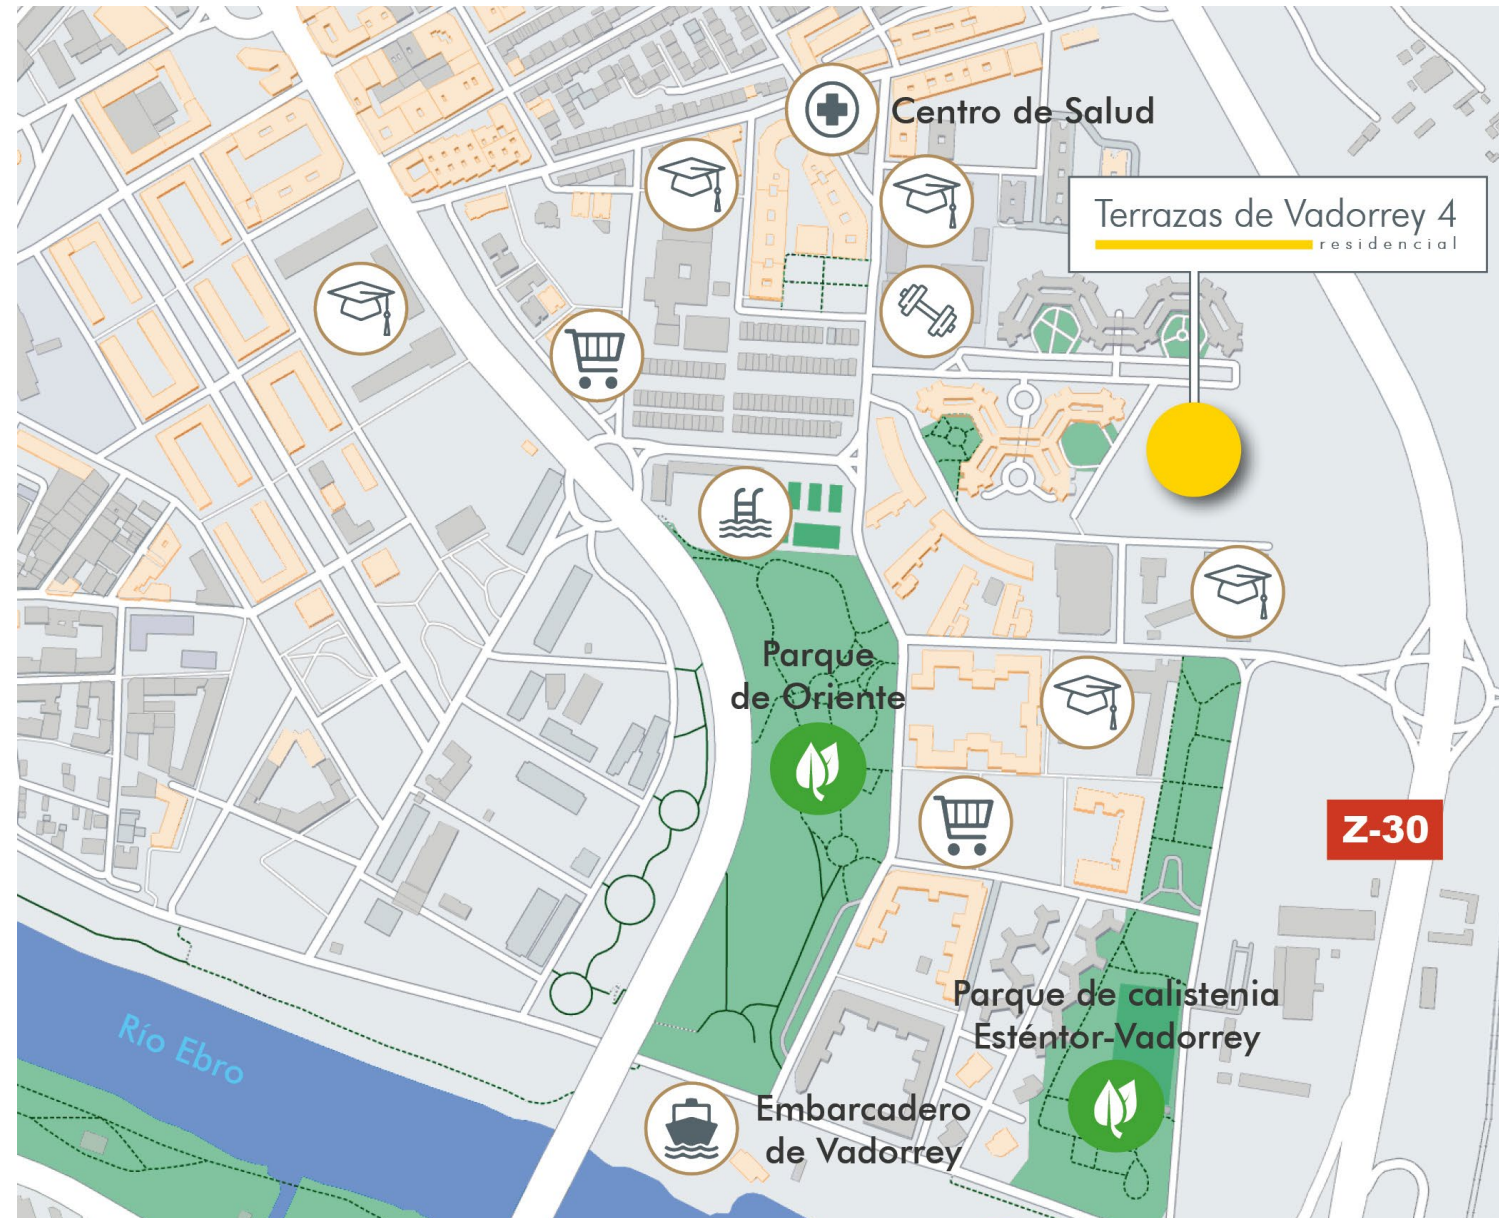 Centro de Salud
Terrazas de Vadorrey 4
residencial
Parque
de Oriente
Z-30
Parque de calistenia
Esténtor-Vadorrey
Río Ebro
Embarcadero
de Vadorrey